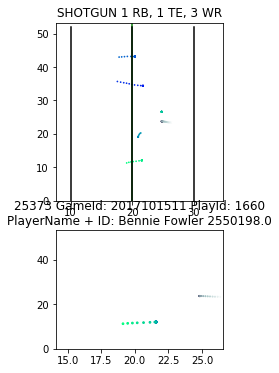 SHOTGUN 1 RB, 1 TE, 3 WR
50
40
30
20
10
0
10 20 30
25373 GameId: 2017101511 PlayId: 1660
PlayerName + ID: Bennie Fowler 2550198.0
40
20
0
15.0 17.5 20.0 22.5 25.0